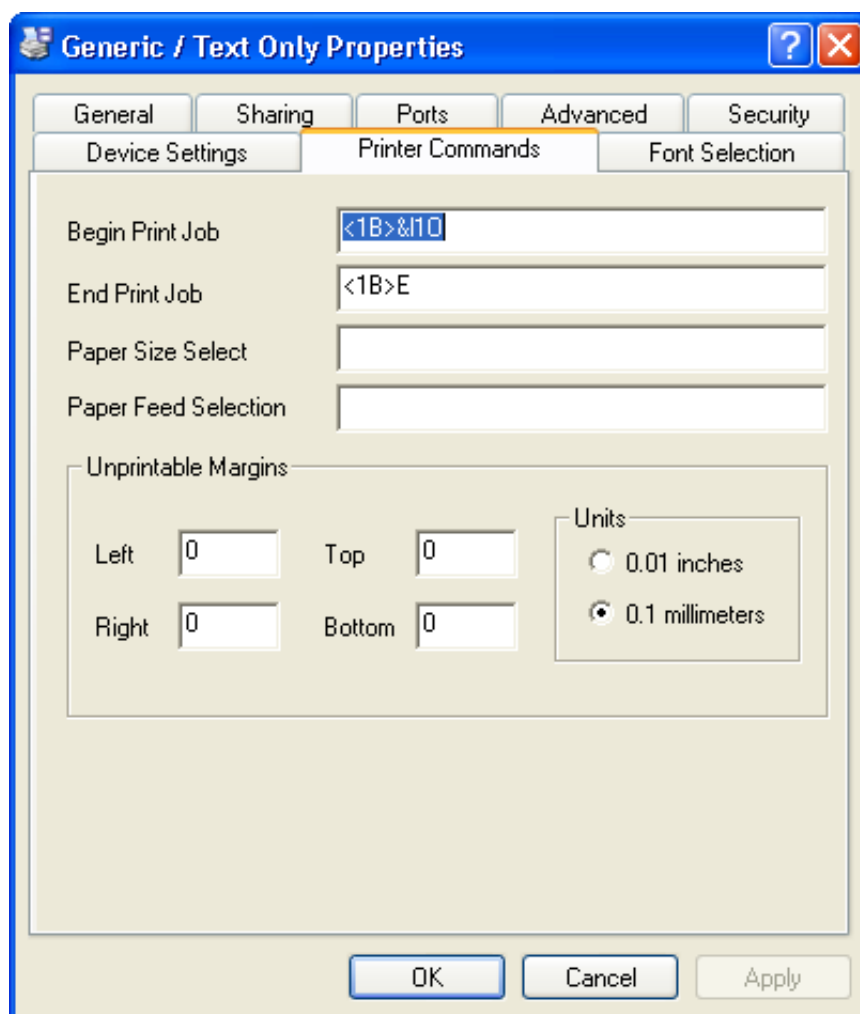 Generic / Text Only Properties
General Sharing Ports Advanced Security
Device Settings Printer Commands Font Selection
Begin Print Job <1B>&l1O
End Print Job <1B>E
Paper Size Select
Paper Feed Selection
Unprintable Margins
Left 0 Top 0
Right 0 Bottom 0
Units
0.01 inches
0.1 millimeters
OK Cancel Apply